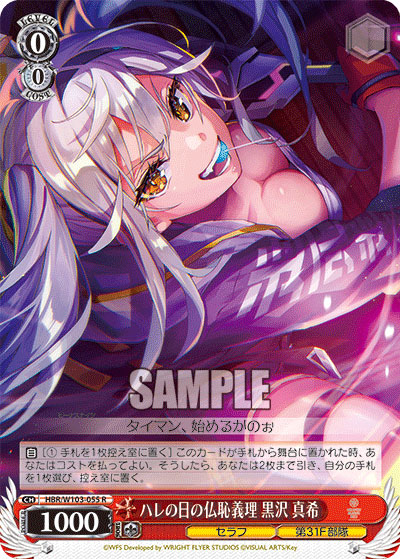 LEVEL
0
0
COST
SAMPLE
タイマン、始めるかのぉ
【自】［① 手札を1枚控え室に置く］ このカードが手札から舞台に置かれた時、あ
なたはコストを払ってよい。そうしたら、あなたは2枚まで引き、自分の手札
を1枚選び、控え室に置く。
CH HBR/W103-055 R
ハレの日の仏恥義理 黒沢 真希
1000
セラフ 第31F部隊
©WFS Developed by WRIGHT FLYER STUDIOS ©VISUAL ARTS/Key